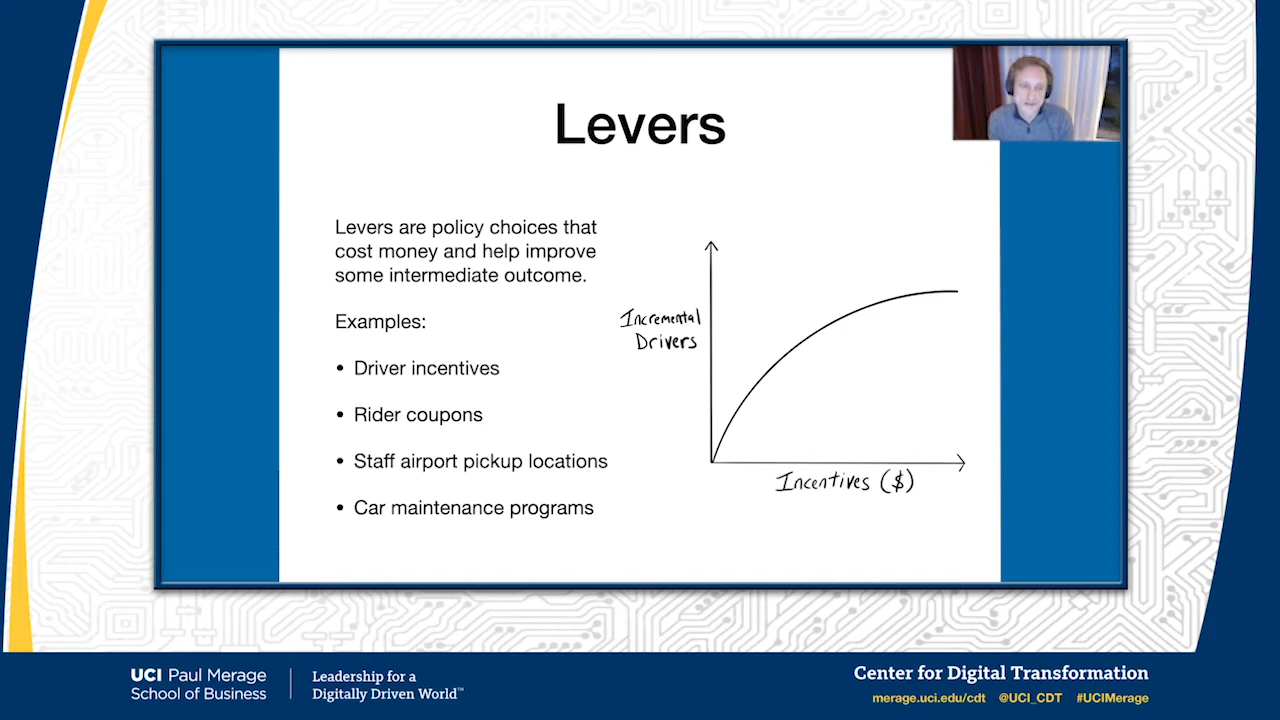 Levers
Levers are policy choices that
cost money and help improve
some intermediate outcome.
Examples:
• Driver incentives
• Rider coupons
• Staff airport pickup locations
• Car maintenance programs
Incremental
Drivers
Incentives ($)
UCI Paul Merage
School of Business
Leadership for a
Digitally Driven World™
Center for Digital Transformation
merage.uci.edu/cdt @UCI_CDT #UCIMerage